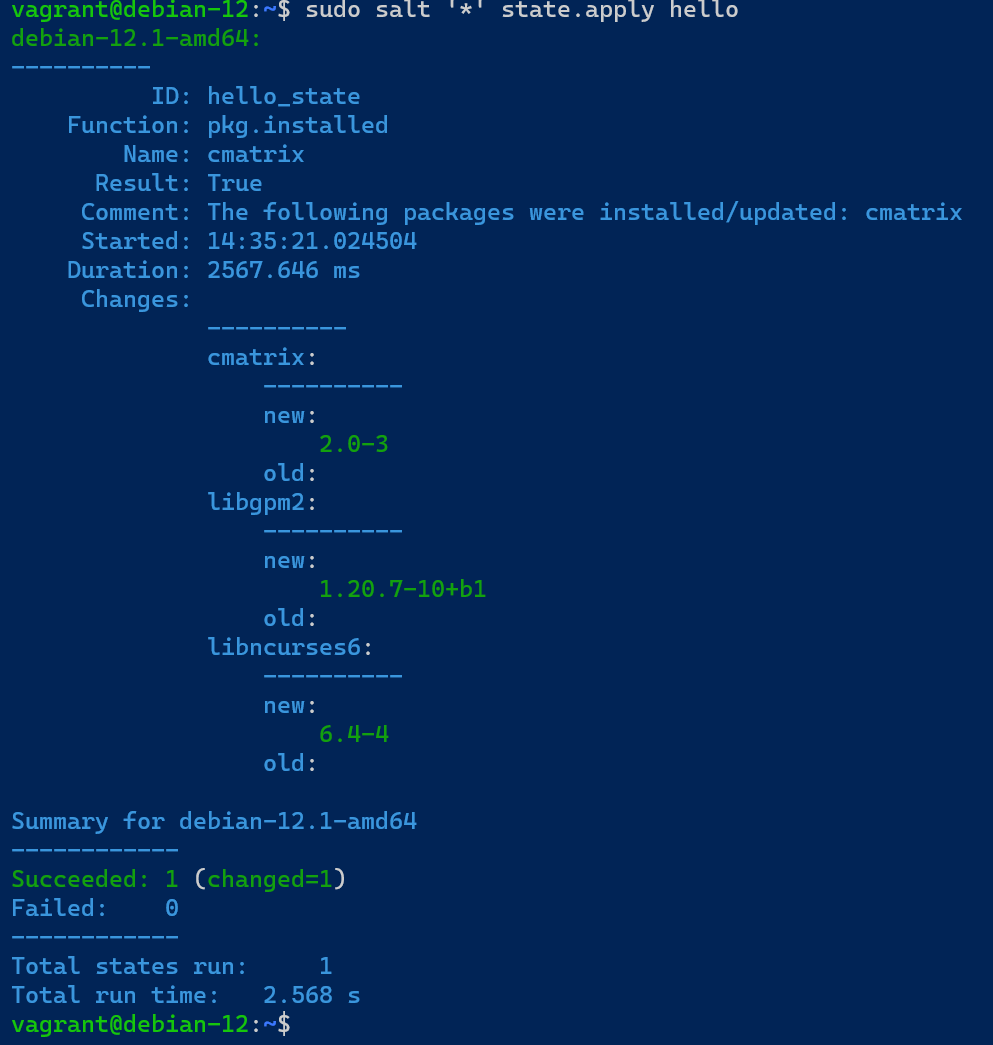 vagrant@debian-12:~$ sudo salt '*' state.apply hello
debian-12.1-amd64:
----------
          ID: hello_state
    Function: pkg.installed
        Name: cmatrix
      Result: True
     Comment: The following packages were installed/updated: cmatrix
     Started: 14:35:21.024504
    Duration: 2567.646 ms
     Changes:
              ----------
              cmatrix:
                  ----------
                  new:
                      2.0-3
                  old:
              libgpm2:
                  ----------
                  new:
                      1.20.7-10+b1
                  old:
              libncurses6:
                  ----------
                  new:
                      6.4-4
                  old:

Summary for debian-12.1-amd64
------------
Succeeded: 1 (changed=1)
Failed:    0
------------
Total states run:     1
Total run time:   2.568 s
vagrant@debian-12:~$